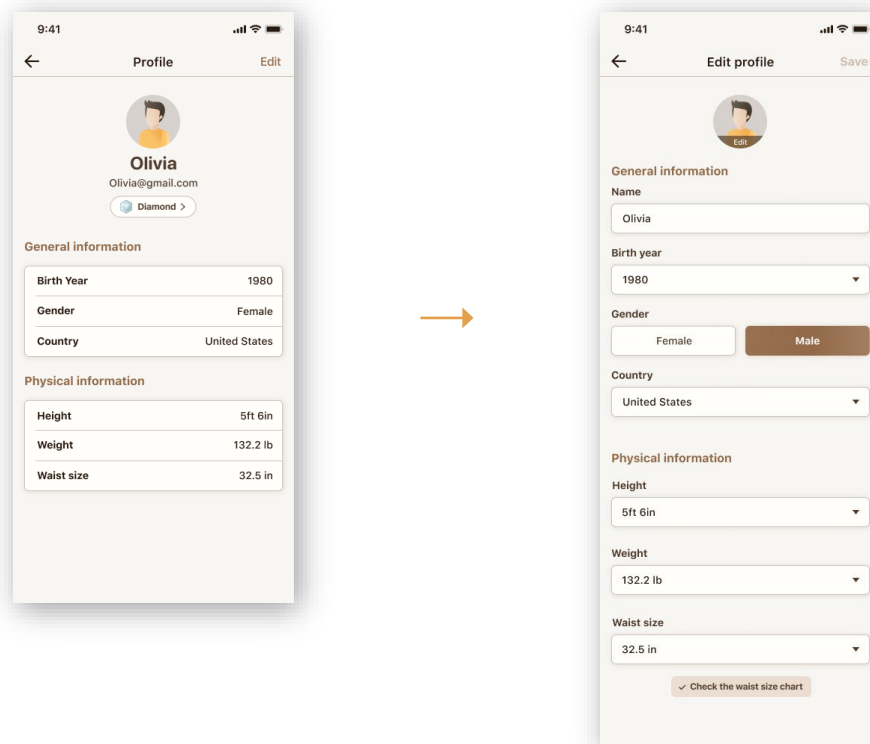 9:41
Profile
Edit
Olivia
Olivia@gmail.com
Diamond >
General information
Birth Year 1980
Gender Female
Country United States
Physical information
Height 5ft 6in
Weight 132.2 lb
Waist size 32.5 in
9:41
Edit profile
Save
Edit
General information
Name
Olivia
Birth year
1980
Gender
Female Male
Country
United States
Physical information
Height
5ft 6in
Weight
132.2 lb
Waist size
32.5 in
✓ Check the waist size chart